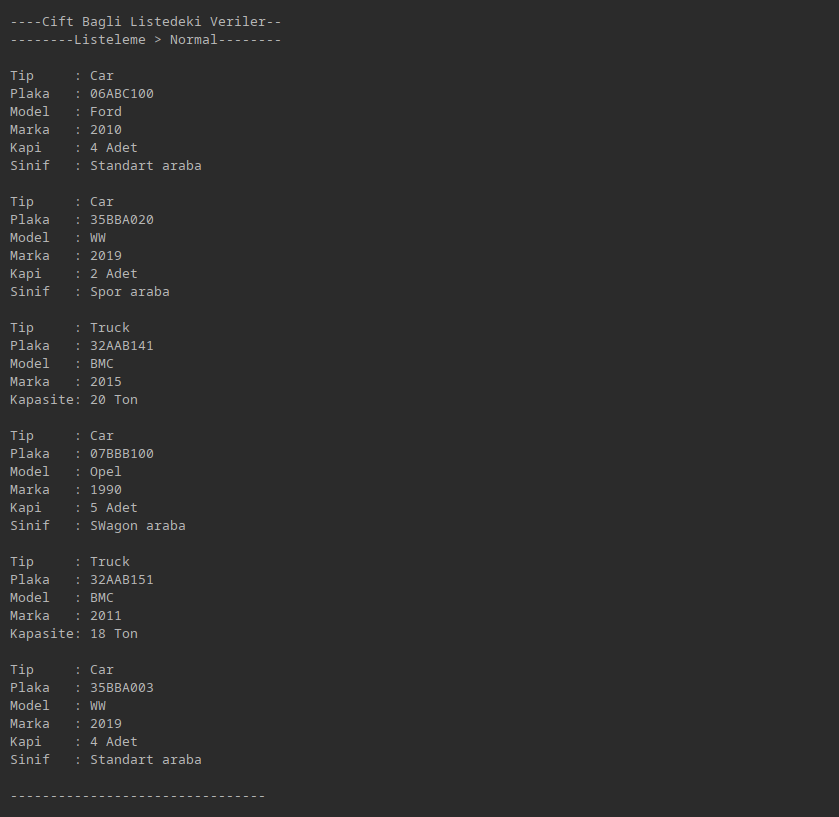 ----Cift Bagli Listedeki Veriler--
--------Listeleme > Normal--------
Tip     : Car
Plaka   : 06ABC100
Model   : Ford
Marka   : 2010
Kapi    : 4 Adet
Sinif   : Standart araba
Tip     : Car
Plaka   : 35BBA020
Model   : WW
Marka   : 2019
Kapi    : 2 Adet
Sinif   : Spor araba
Tip     : Truck
Plaka   : 32AAB141
Model   : BMC
Marka   : 2015
Kapasite: 20 Ton
Tip     : Car
Plaka   : 07BBB100
Model   : Opel
Marka   : 1990
Kapi    : 5 Adet
Sinif   : SWagon araba
Tip     : Truck
Plaka   : 32AAB151
Model   : BMC
Marka   : 2011
Kapasite: 18 Ton
Tip     : Car
Plaka   : 35BBA003
Model   : WW
Marka   : 2019
Kapi    : 4 Adet
Sinif   : Standart araba
--------------------------------